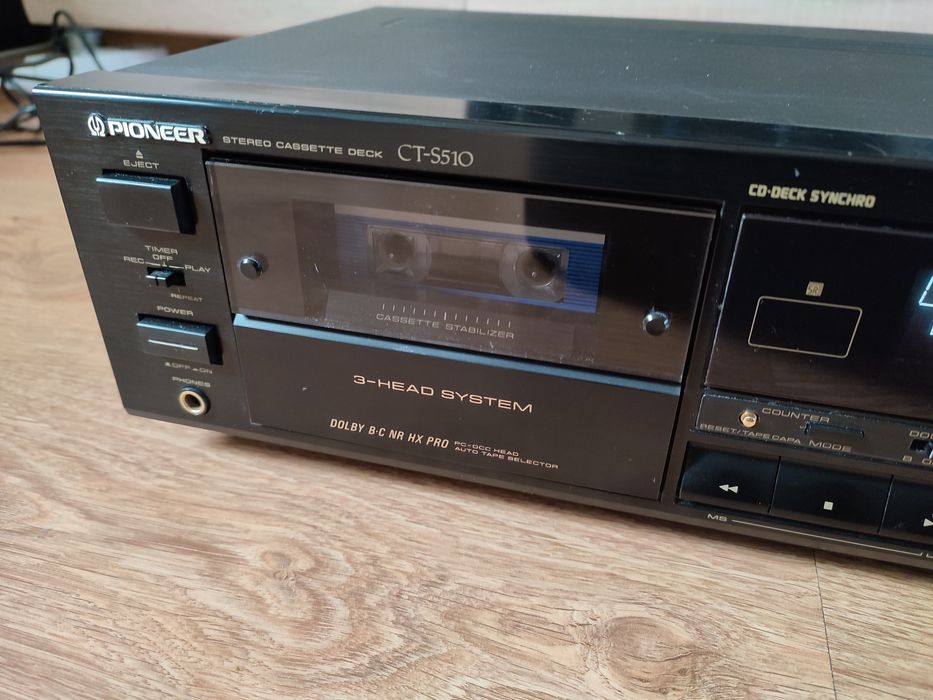 PIONEER
STEREO CASSETTE DECK CT-S510
EJECT
TIMER
OFF
REC PLAY
REPEAT
POWER
OFF ON
PHONES
CASSETTE STABILIZER
3-HEAD SYSTEM
DOLBY B·C NR HX PRO
PC-OCC HEAD
AUTO TAPE SELECTOR
CD·DECK SYNCHRO
COUNTER
RESET/TAPE CAPA MODE
B
MS